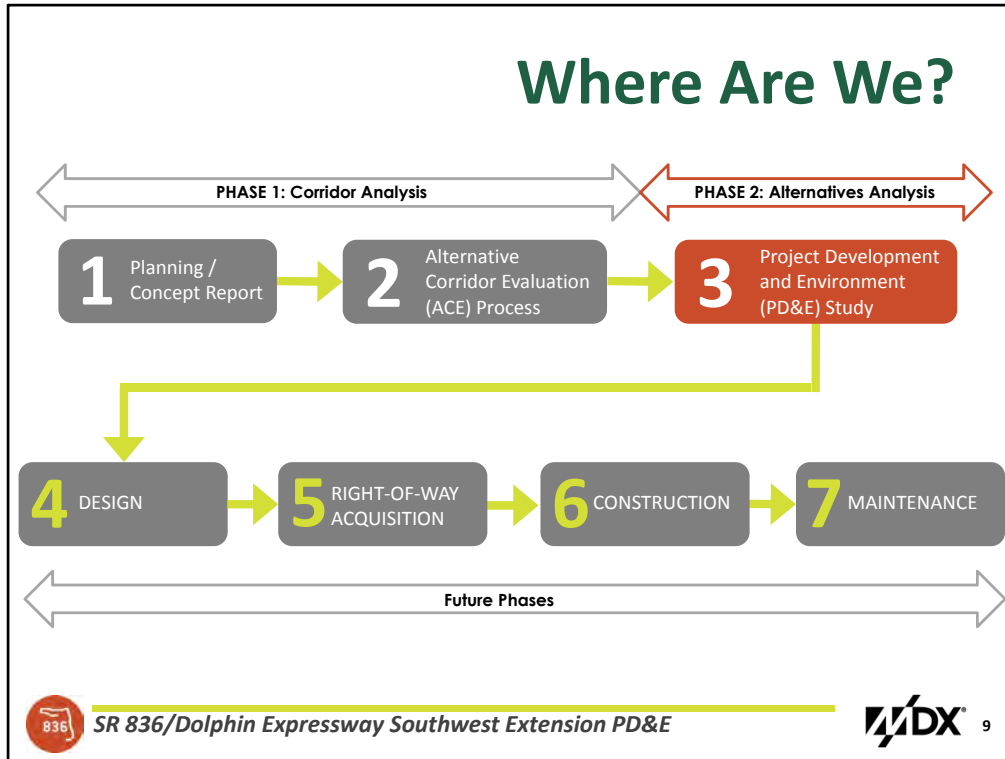 Where Are We?
PHASE 1: Corridor Analysis
PHASE 2: Alternatives Analysis
1
Planning /
Concept Report
2
Alternative
Corridor Evaluation
(ACE) Process
3
Project Development
and Environment
(PD&E) Study
4
DESIGN
5
RIGHT-OF-WAY
ACQUISITION
6
CONSTRUCTION
7
MAINTENANCE
Future Phases
836
SR 836/Dolphin Expressway Southwest Extension PD&E
MDX®
9